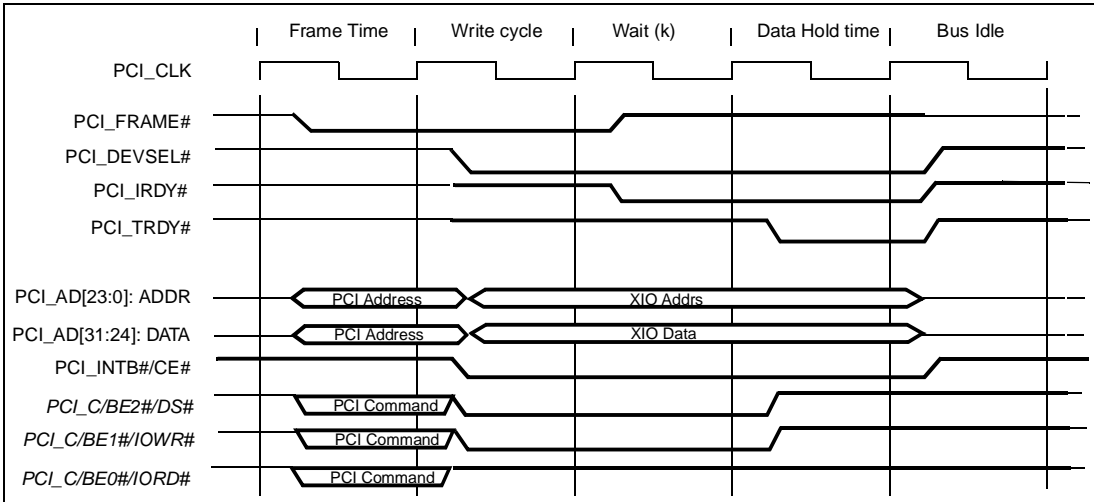 Frame Time Write cycle Wait (k) Data Hold time Bus Idle
PCI_CLK
PCI_FRAME#
PCI_DEVSEL#
PCI_IRDY#
PCI_TRDY#
PCI_AD[23:0]: ADDR PCI Address XIO Addrs
PCI_AD[31:24]: DATA PCI Address XIO Data
PCI_INTB#/CE#
PCI_C/BE2#/DS# PCI Command
PCI_C/BE1#/IOWR# PCI Command
PCI_C/BE0#/IORD# PCI Command